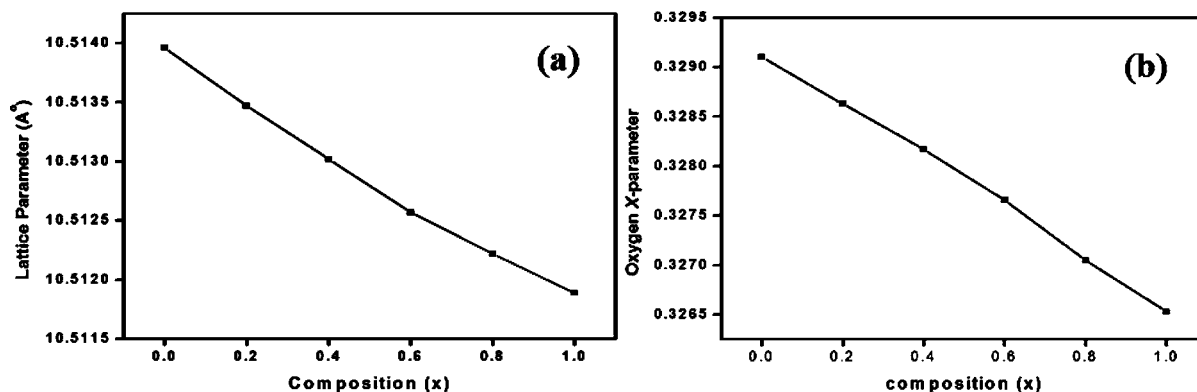 (a)
Lattice Parameter (A°)
10.5140
10.5135
10.5130
10.5125
10.5120
10.5115
0.0 0.2 0.4 0.6 0.8 1.0
Composition (x)
(b)
Oxygen X-parameter
0.3295
0.3290
0.3285
0.3280
0.3275
0.3270
0.3265
0.0 0.2 0.4 0.6 0.8 1.0
composition (x)